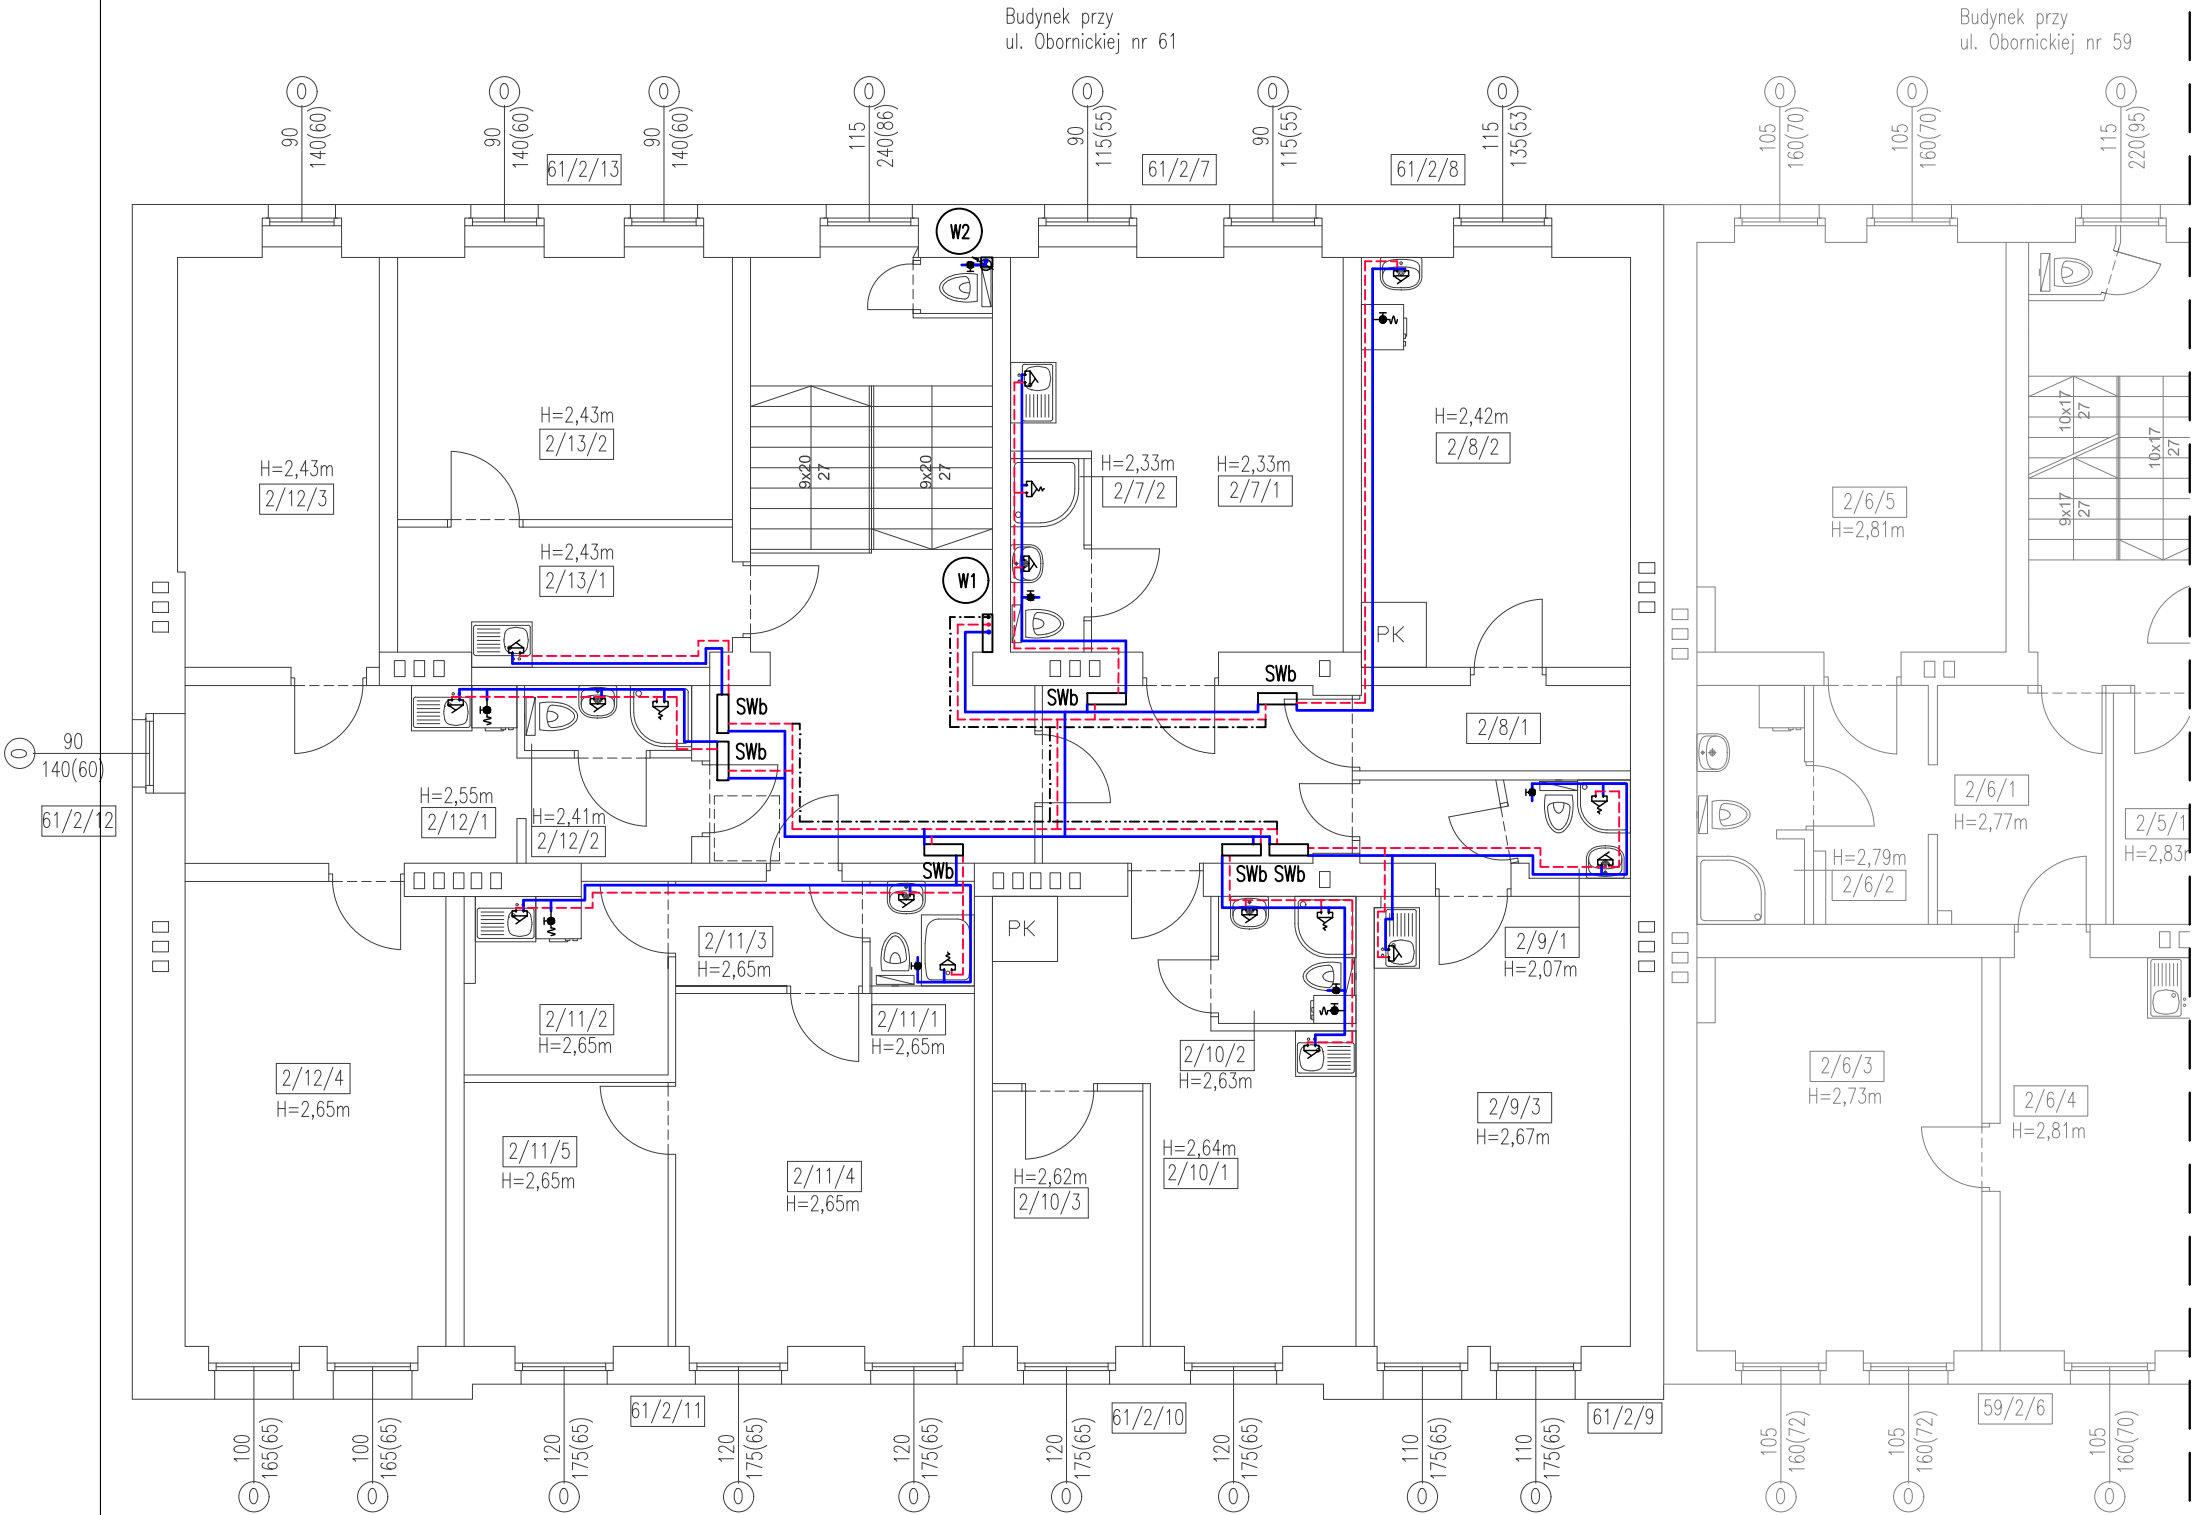 Budynek przy
ul. Obornickiej nr 61
Budynek przy
ul. Obornickiej nr 59
O
90
140(60)
O
90
140(60)
O
90
140(60)
O
115
240(86)
O
90
115(55)
O
90
115(55)
O
115
135(53)
O
105
160(70)
O
105
160(70)
O
115
220(95)
61/2/13
61/2/7
61/2/8
W2
H=2,43m
2/13/2
H=2,43m
2/12/3
9x20
27
9x20
27
H=2,33m
2/7/2
H=2,33m
2/7/1
H=2,42m
2/8/2
2/6/5
H=2,81m
10x17
27
10x17
27
9x17
27
H=2,43m
2/13/1
W1
PK
SWb
SWb
SWb
SWb
2/8/1
O
90
140(60)
61/2/12
H=2,55m
2/12/1
H=2,41m
2/12/2
2/6/1
H=2,77m
2/5/1
H=2,83m
H=2,79m
2/6/2
SWb
SWb
SWb
PK
2/11/3
H=2,65m
2/9/1
H=2,07m
2/11/2
H=2,65m
2/11/1
H=2,65m
2/10/2
H=2,63m
2/12/4
H=2,65m
2/6/3
H=2,73m
2/6/4
H=2,81m
2/9/3
H=2,67m
2/11/5
H=2,65m
2/11/4
H=2,65m
H=2,62m
2/10/3
H=2,64m
2/10/1
61/2/11
61/2/10
61/2/9
59/2/6
100
165(65)
O
100
165(65)
O
120
175(65)
O
120
175(65)
O
120
175(65)
O
120
175(65)
O
120
175(65)
O
110
175(65)
O
110
175(65)
O
105
160(72)
O
105
160(72)
O
105
160(70)
O